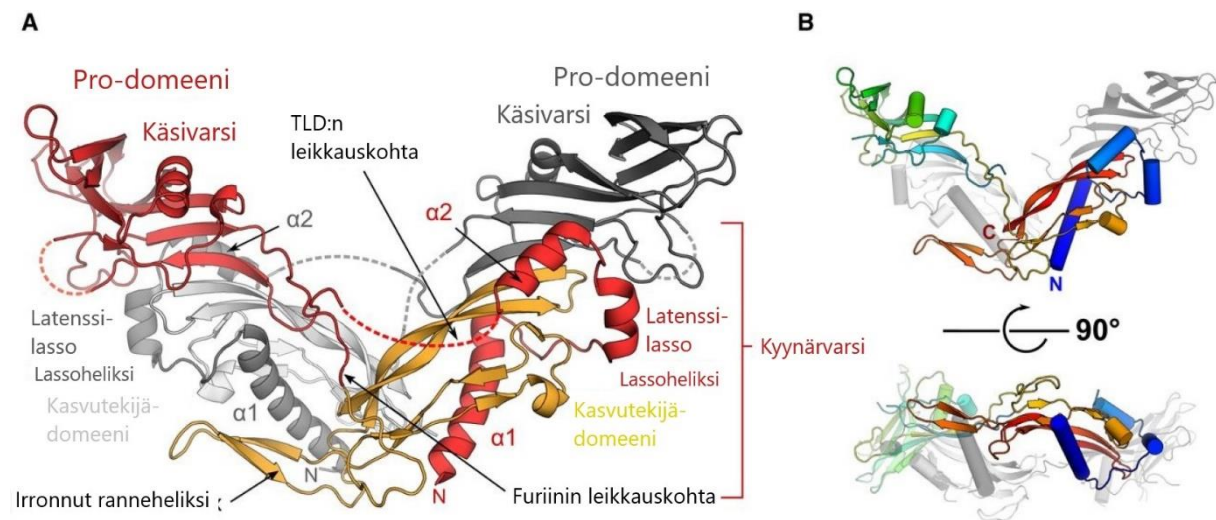 A
Pro-domeeni
Käsivarsi
TLD:n
leikkauskohta
Pro-domeeni
Käsivarsi
α2
α2
Latenssi-
lasso
Lassoheliksi
Kasvutekijä-
domeeni
α1
N
Irronnut ranneheliksi
Latenssi-
lasso
Lassoheliksi
Kyynärvarsi
Kasvutekijä-
domeeni
α1
N
Furiinin leikkauskohta
B
C
N
90°